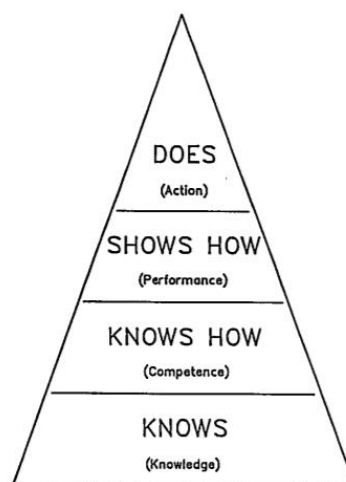 DOES
(Action)
SHOWS HOW
(Performance)
KNOWS HOW
(Competence)
KNOWS
(Knowledge)